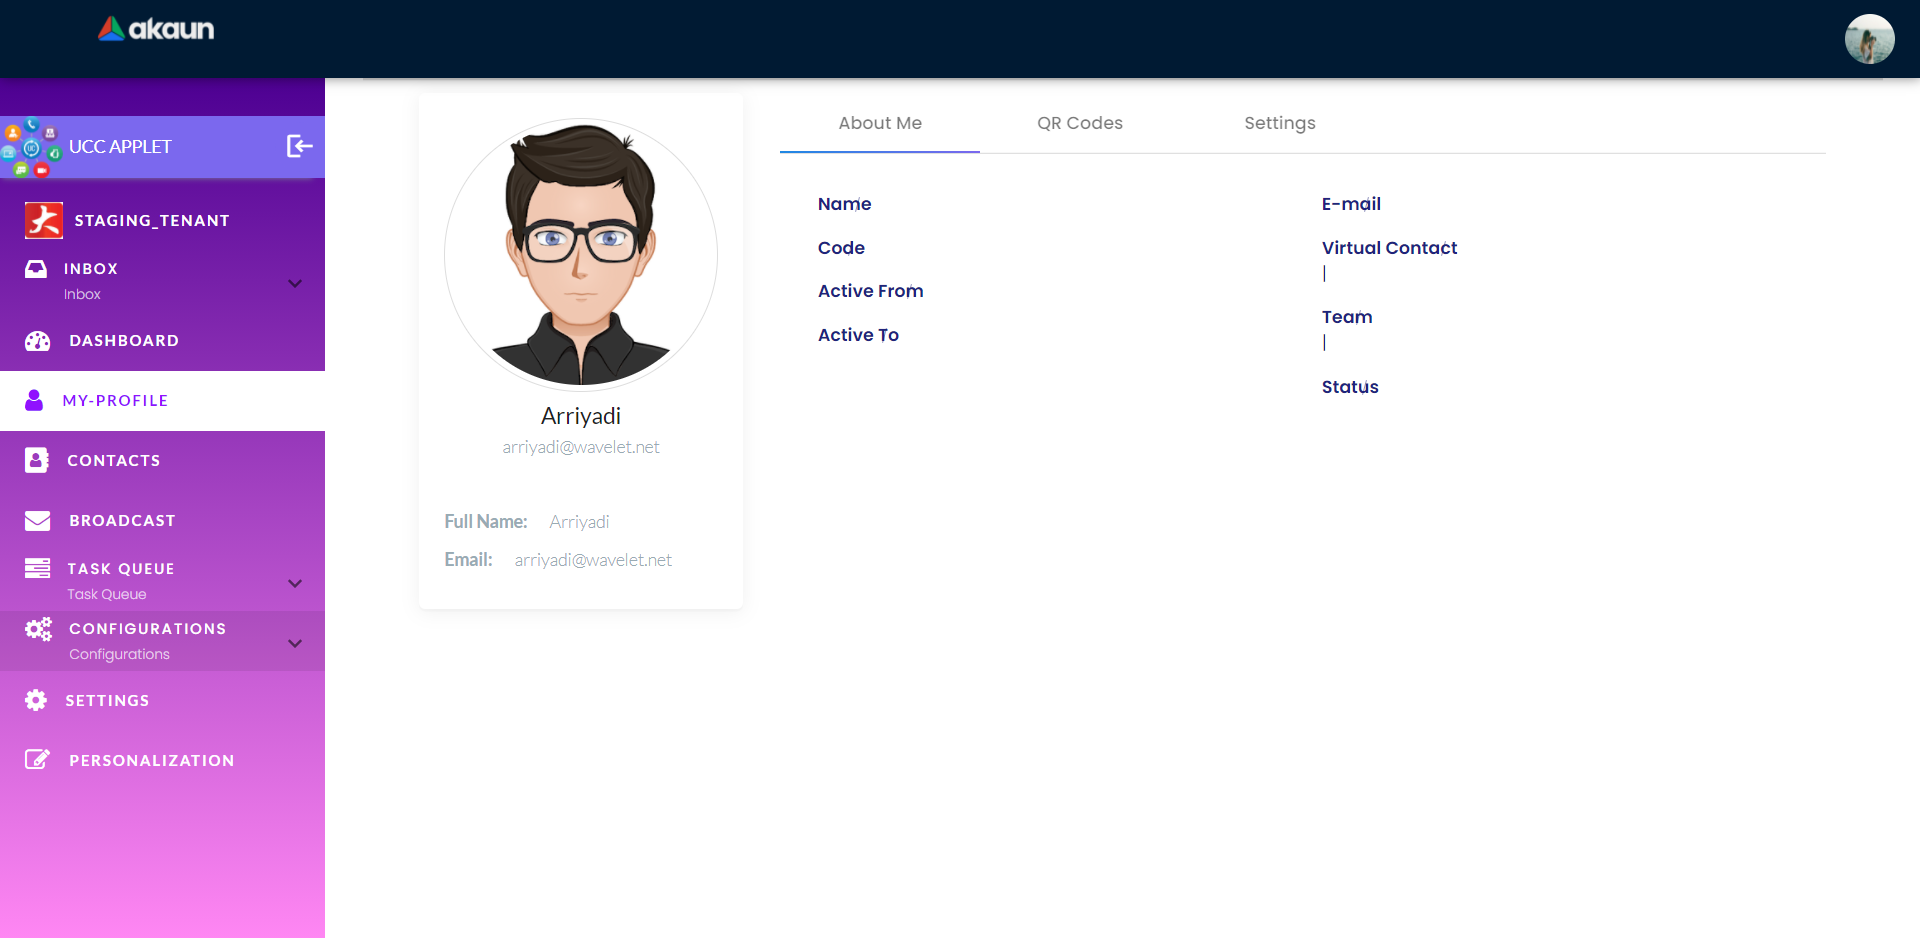 akaun
UCC APPLET
STAGING_TENANT
INBOX
Inbox
DASHBOARD
MY-PROFILE
CONTACTS
BROADCAST
TASK QUEUE
Task Queue
CONFIGURATIONS
Configurations
SETTINGS
PERSONALIZATION
Arriyadi
arriyadi@wavelet.net
Full Name: Arriyadi
Email: arriyadi@wavelet.net
About Me QR Codes Settings
Name
Code
Active From
Active To
E-mail
Virtual Contact
|
Team
|
Status